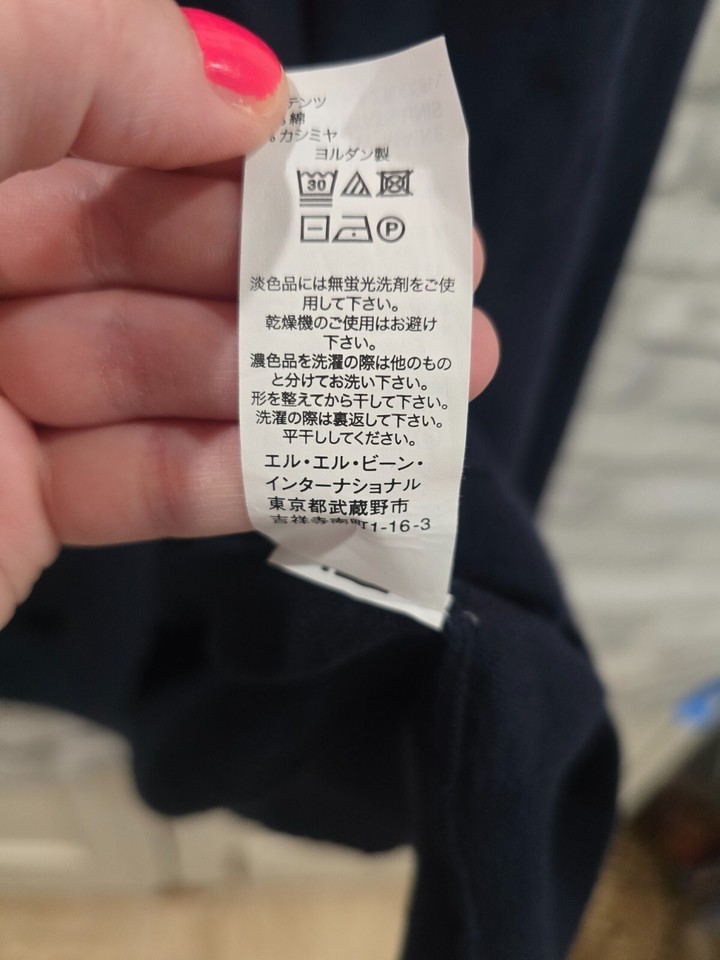 テンツ
綿
カシミヤ
ヨルダン製
30
P
淡色品には無蛍光洗剤をご使
用して下さい。
乾燥機のご使用はお避け
下さい。
濃色品を洗濯の際は他のもの
と分けてお洗い下さい。
形を整えてから干して下さい。
洗濯の際は裏返して下さい。
平干ししてください。
エル・エル・ビーン・
インターナショナル
東京都武蔵野市
吉祥寺南町1-16-3